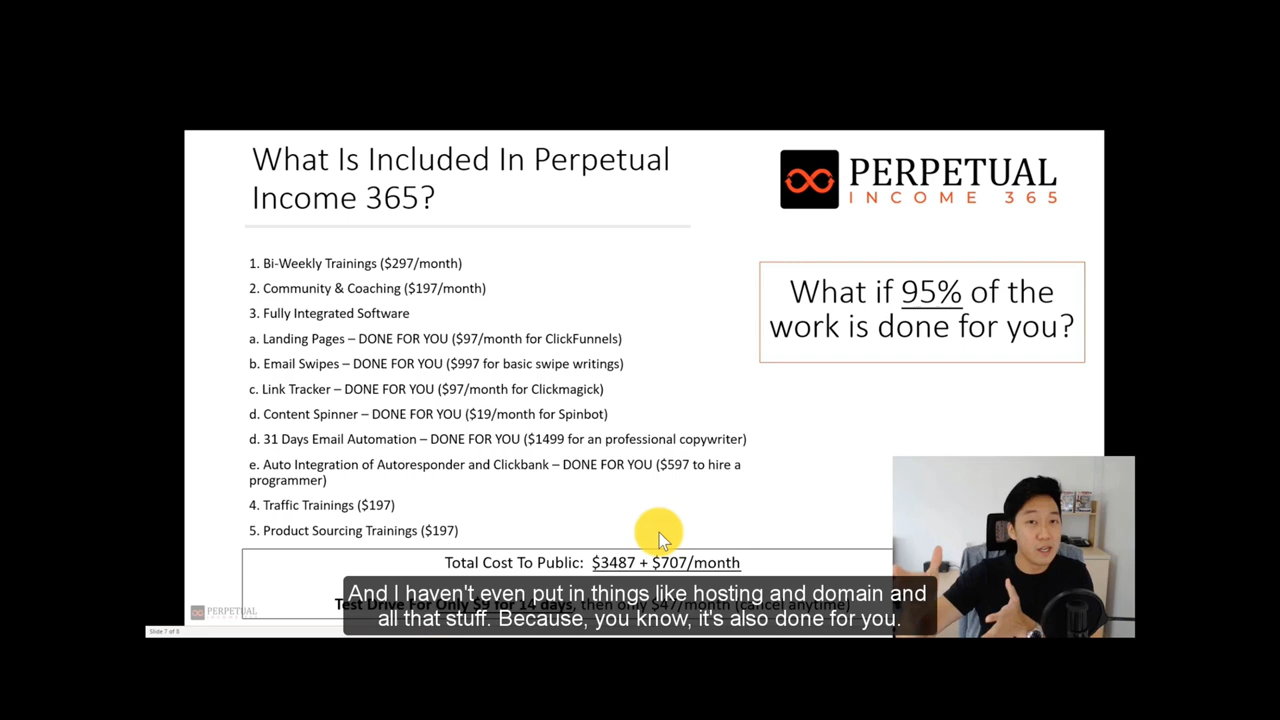 What Is Included In Perpetual
Income 365?
PERPETUAL
INCOME 365
1. Bi-Weekly Trainings ($297/month)
2. Community & Coaching ($197/month)
3. Fully Integrated Software
a. Landing Pages – DONE FOR YOU ($97/month for ClickFunnels)
b. Email Swipes – DONE FOR YOU ($997 for basic swipe writings)
c. Link Tracker – DONE FOR YOU ($97/month for Clickmagick)
d. Content Spinner – DONE FOR YOU ($19/month for Spinbot)
d. 31 Days Email Automation – DONE FOR YOU ($1499 for an professional copywriter)
e. Auto Integration of Autoresponder and Clickbank – DONE FOR YOU ($597 to hire a
programmer)
4. Traffic Trainings ($197)
5. Product Sourcing Trainings ($197)
What if 95% of the
work is done for you?
Total Cost To Public: $3487 + $707/month
Test Drive For Only $9 for 14 days, then only $47/month (cancel anytime)
And I haven't even put in things like hosting and domain and
all that stuff. Because, you know, it's also done for you.
PERPETUAL
Slide 7 of 8